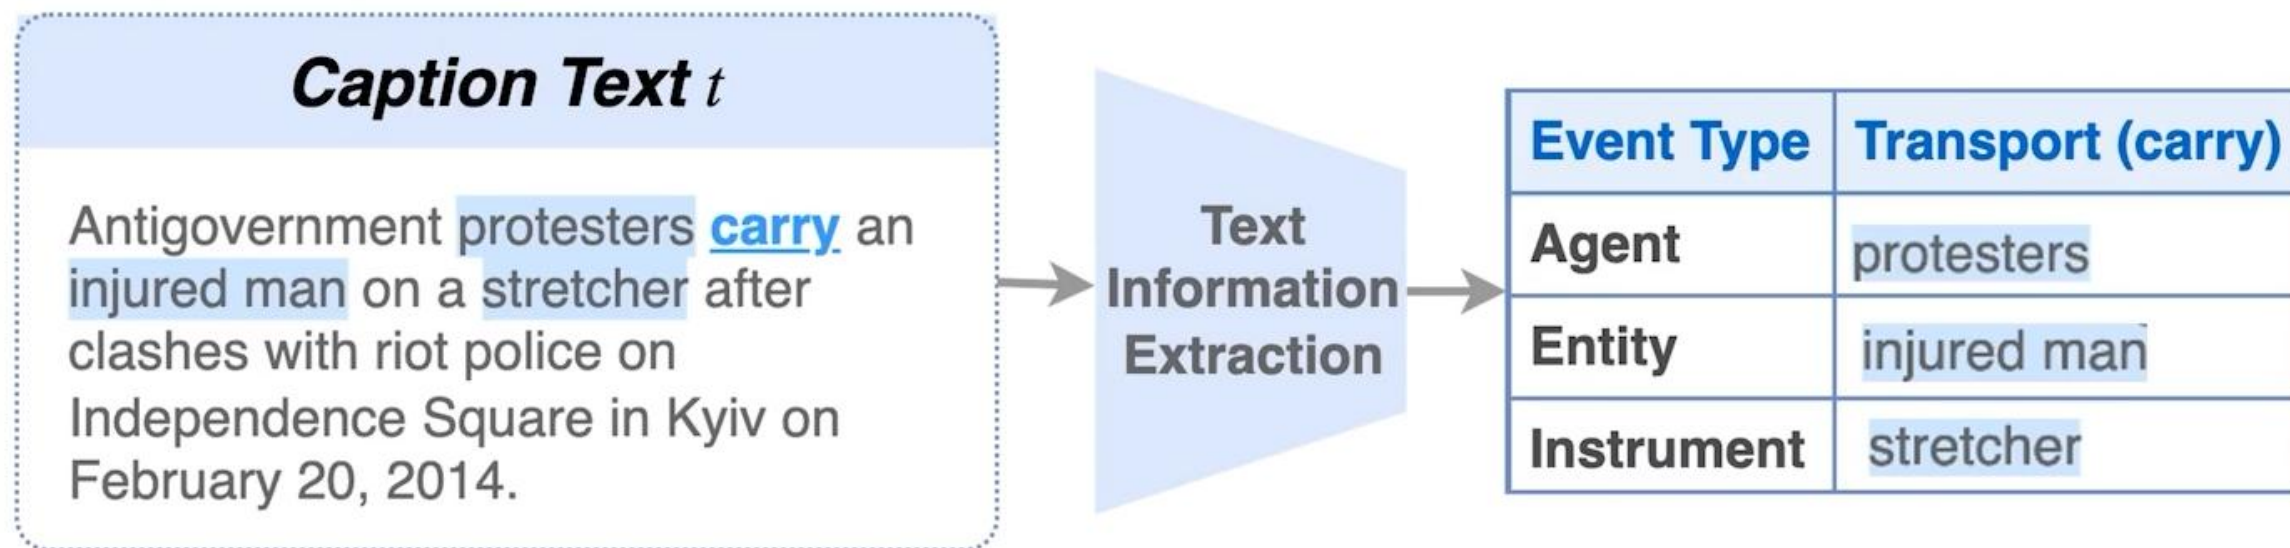 Caption Text t
Antigovernment protesters carry an
injured man on a stretcher after
clashes with riot police on
Independence Square in Kyiv on
February 20, 2014.
Text
Information
Extraction
Event Type Transport (carry)
Agent protesters
Entity injured man
Instrument stretcher